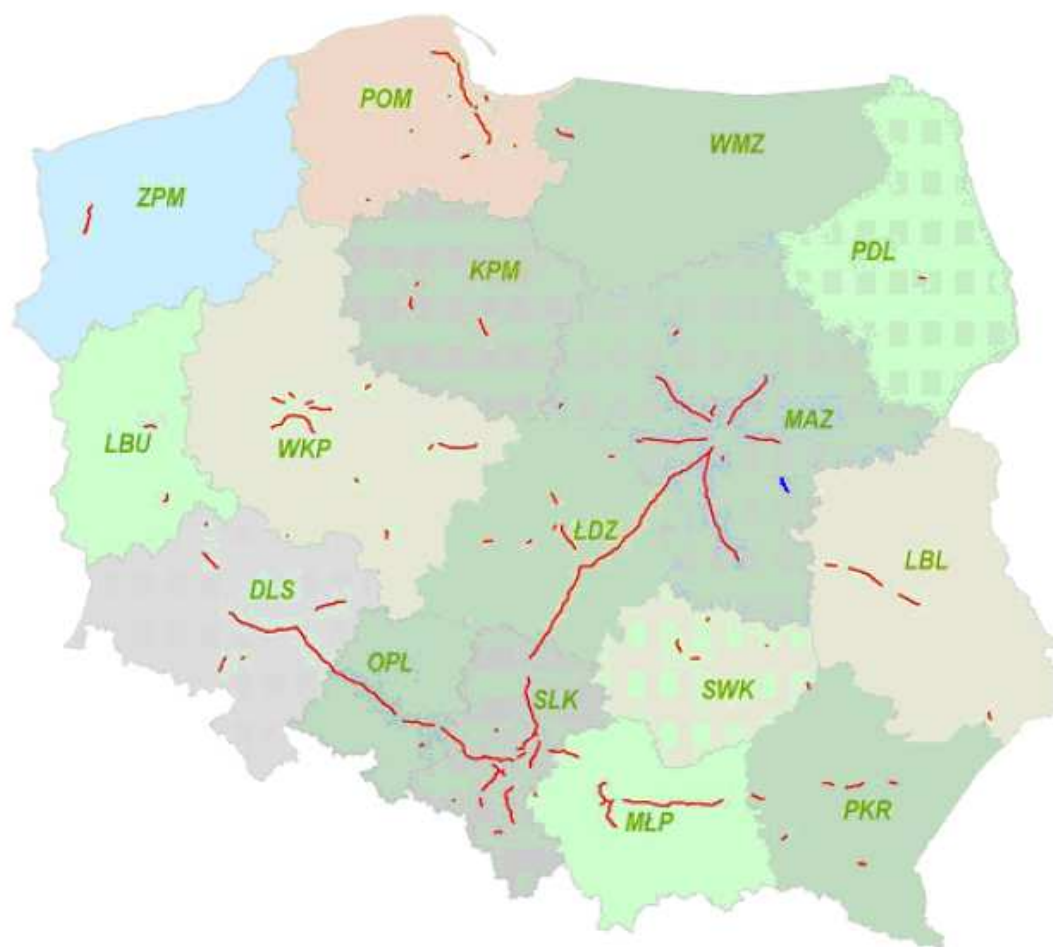 POM
WMZ
ZPM
PDL
KPM
MAZ
LBU
WKP
ŁDZ
LBL
DLS
OPL
SWK
SLK
MŁP
PKR